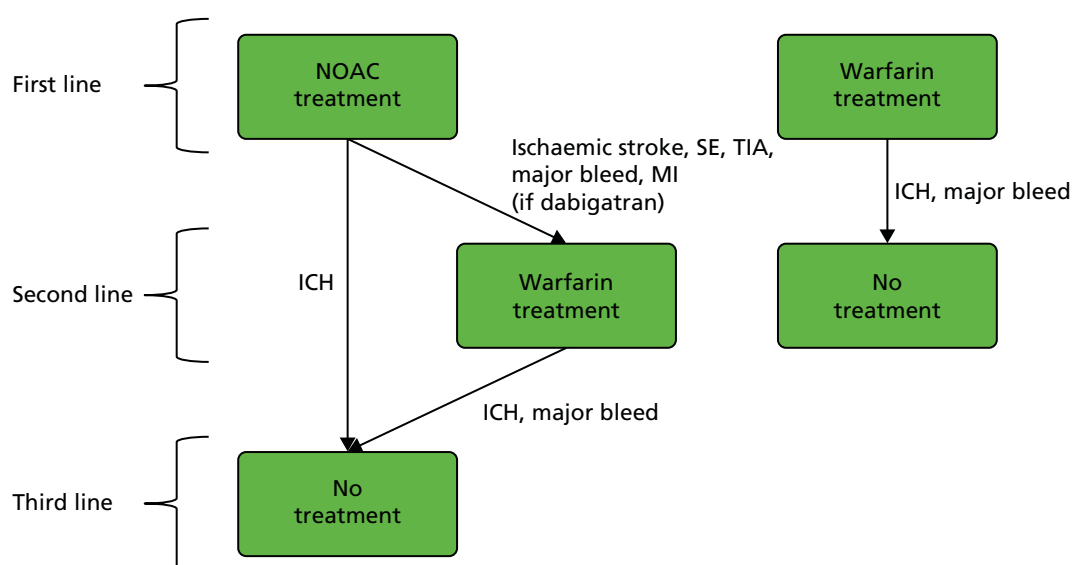 First line
NOAC
treatment
Warfarin
treatment
Ischaemic stroke, SE, TIA,
major bleed, MI
(if dabigatran)
ICH, major bleed
Second line
ICH
Warfarin
treatment
No
treatment
ICH, major bleed
Third line
No
treatment